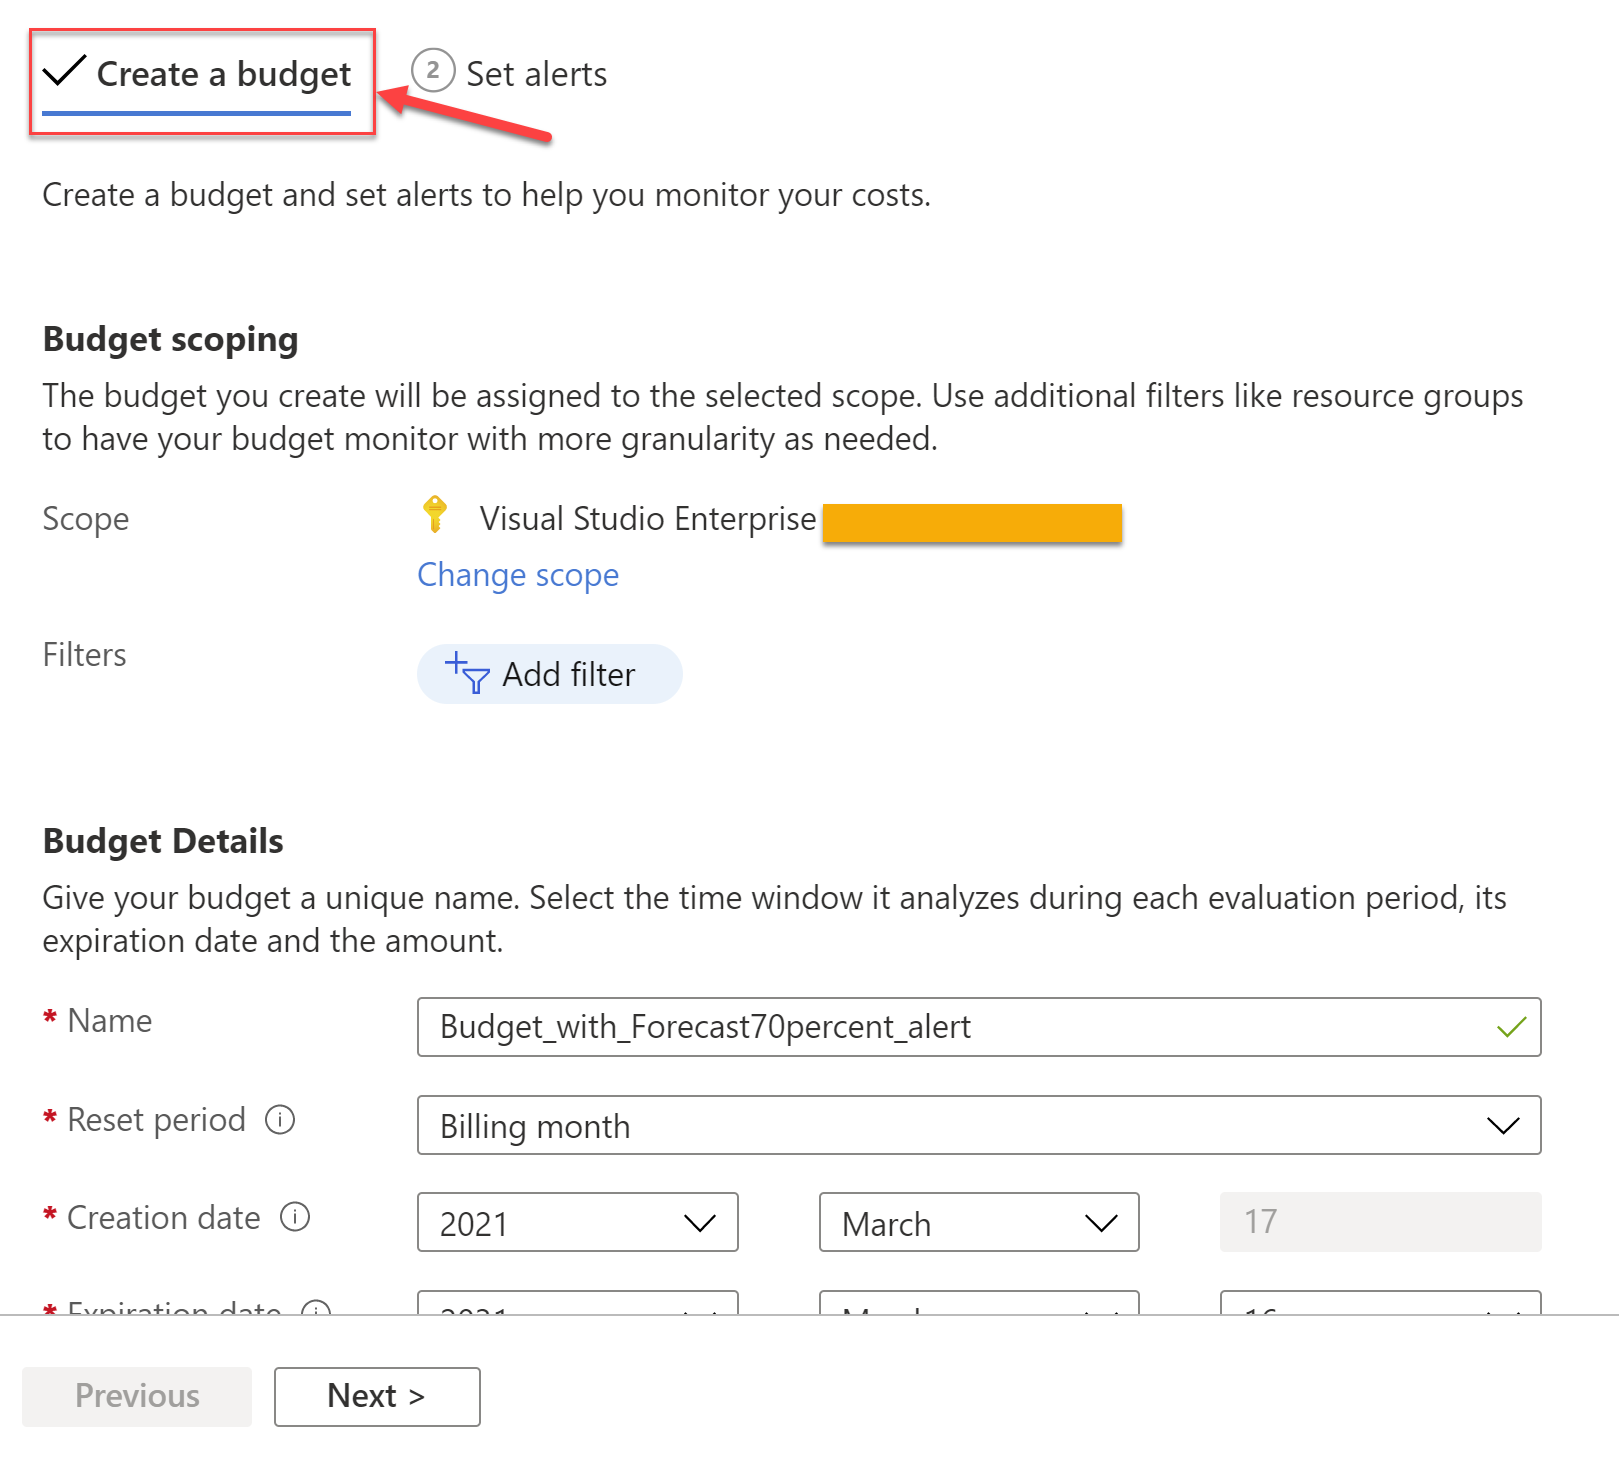 Create a budget
2 Set alerts
Create a budget and set alerts to help you monitor your costs.
Budget scoping
The budget you create will be assigned to the selected scope. Use additional filters like resource groups
to have your budget monitor with more granularity as needed.
Scope
Visual Studio Enterprise
Change scope
Filters
Add filter
Budget Details
Give your budget a unique name. Select the time window it analyzes during each evaluation period, its
expiration date and the amount.
* Name
Budget_with_Forecast70percent_alert
* Reset period
Billing month
* Creation date
2021
March
17
* Expiration date
2021
March
16
Previous
Next >